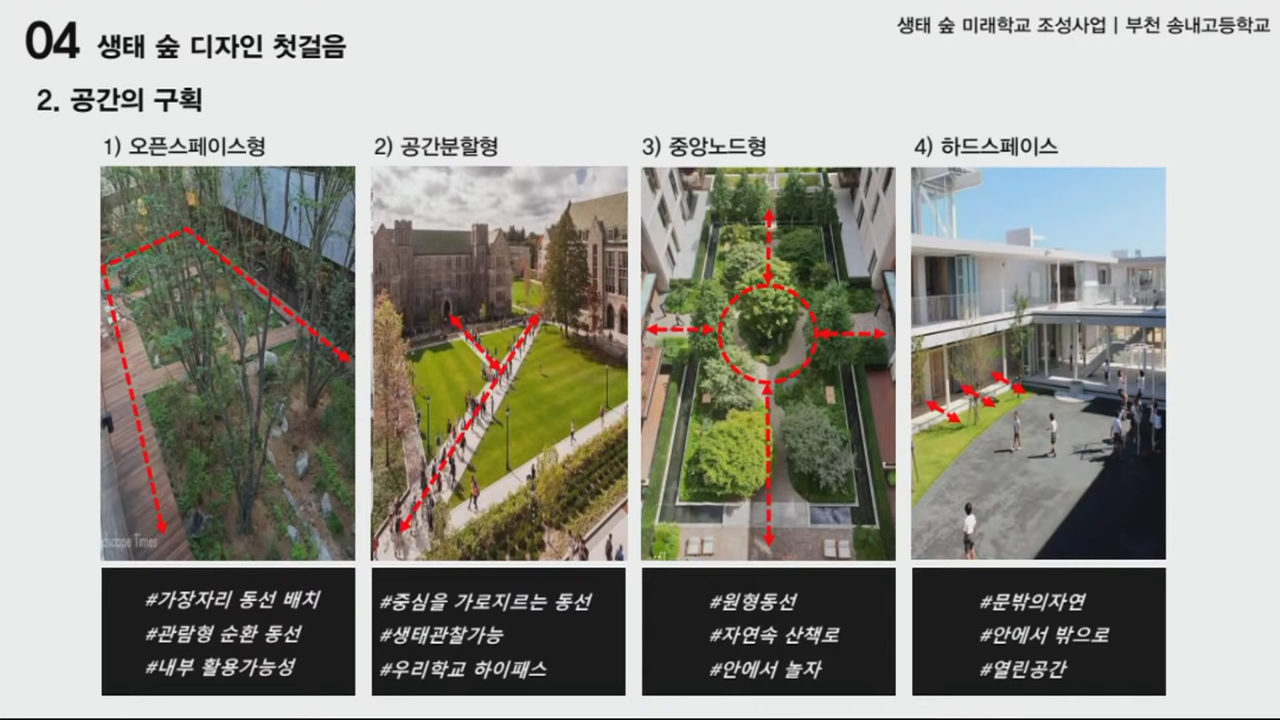 04 생태 숲 디자인 첫걸음
생태 숲 미래학교 조성사업 | 부천 송내고등학교
2. 공간의 구획
1) 오픈스페이스형
2) 공간분할형
3) 중앙노드형
4) 하드스페이스
dscape Times
#가장자리 동선 배치
#관람형 순환 동선
#내부 활용가능성
#중심을 가로지르는 동선
#생태관찰가능
#우리학교 하이패스
#원형동선
#자연속 산책로
#안에서 놀자
#문밖의자연
#안에서 밖으로
#열린공간